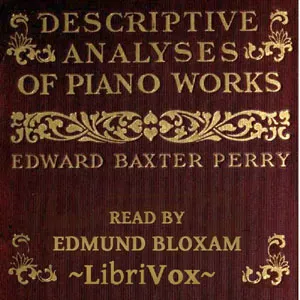 DESCRIPTIVE
ANALYSES
OF PIANO WORKS
EDWARD BAXTER PERRY
READ BY
EDMUND BLOXAM
~LibriVox~